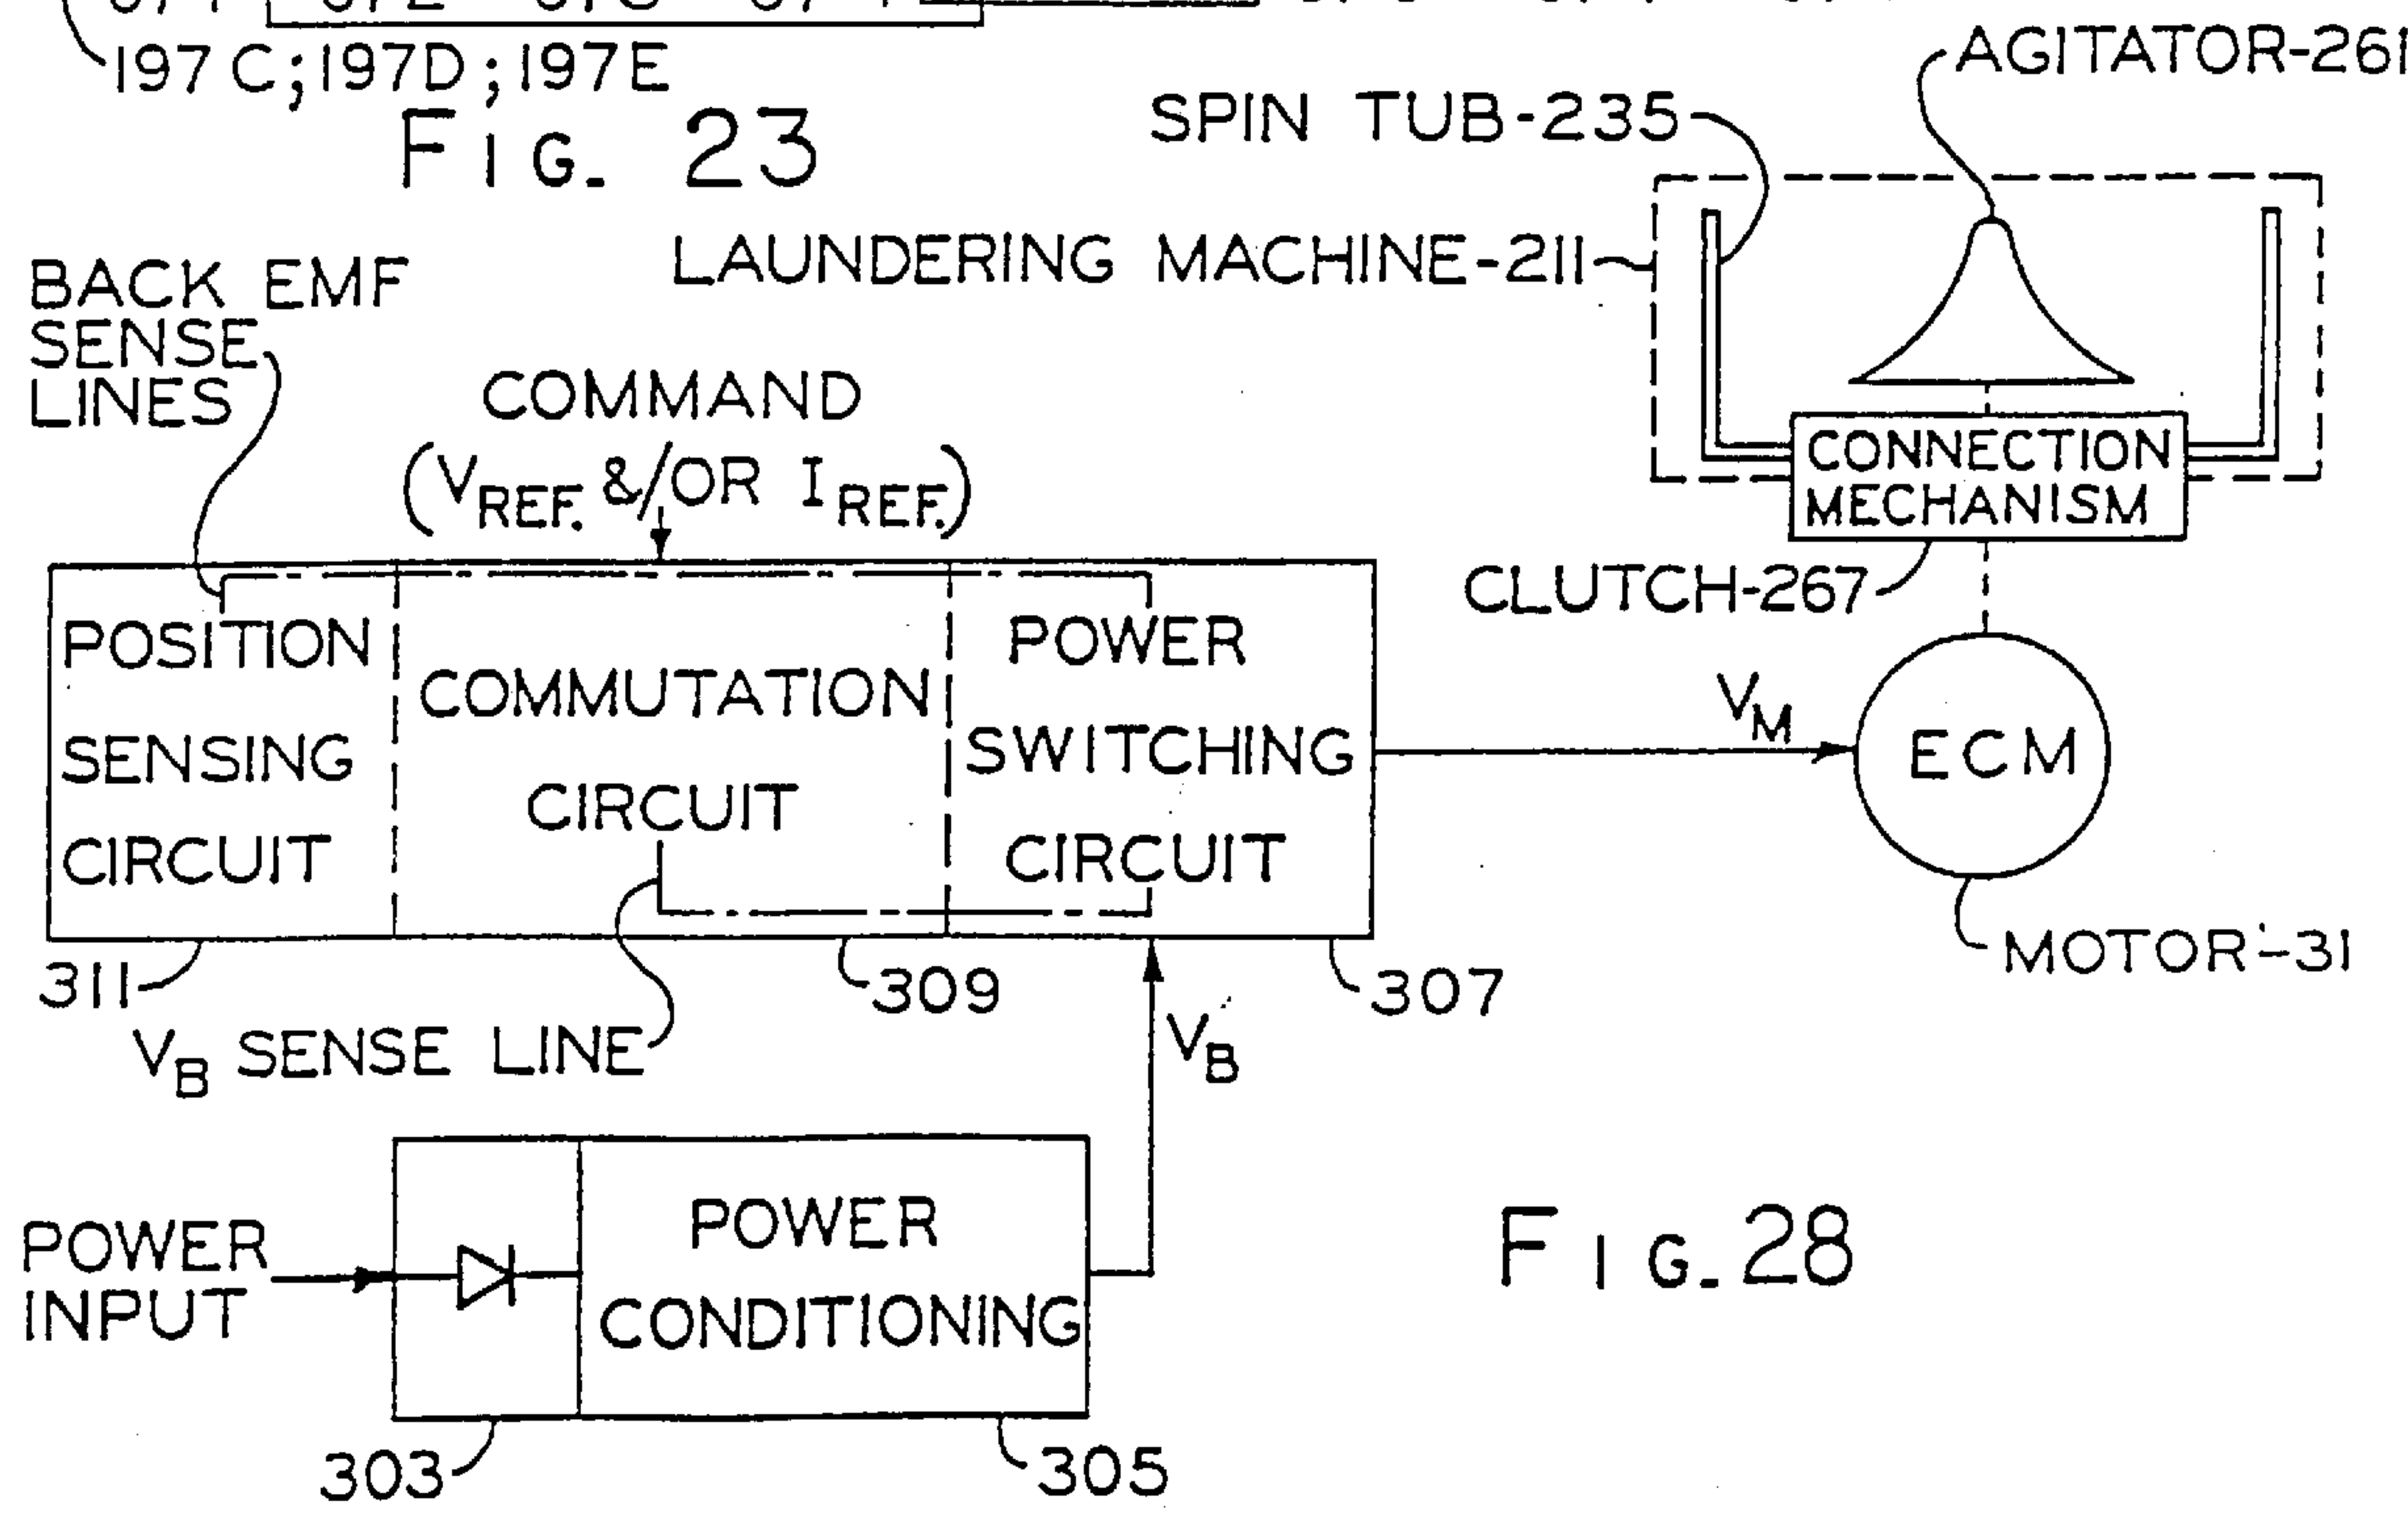 197C;197D;197E
FIG. 23
AGITATOR-261
SPIN TUB-235
LAUNDERING MACHINE-211
BACK EMF
SENSE
LINES
COMMAND
(VREF. &/OR IREF.)
CONNECTION
MECHANISM
CLUTCH-267
POSITION
SENSING
CIRCUIT
COMMUTATION
CIRCUIT
POWER
SWITCHING
CIRCUIT
VM
ECM
MOTOR-31
311
309
307
VB SENSE LINE
VB
POWER
INPUT
POWER
CONDITIONING
303
305
FIG. 28